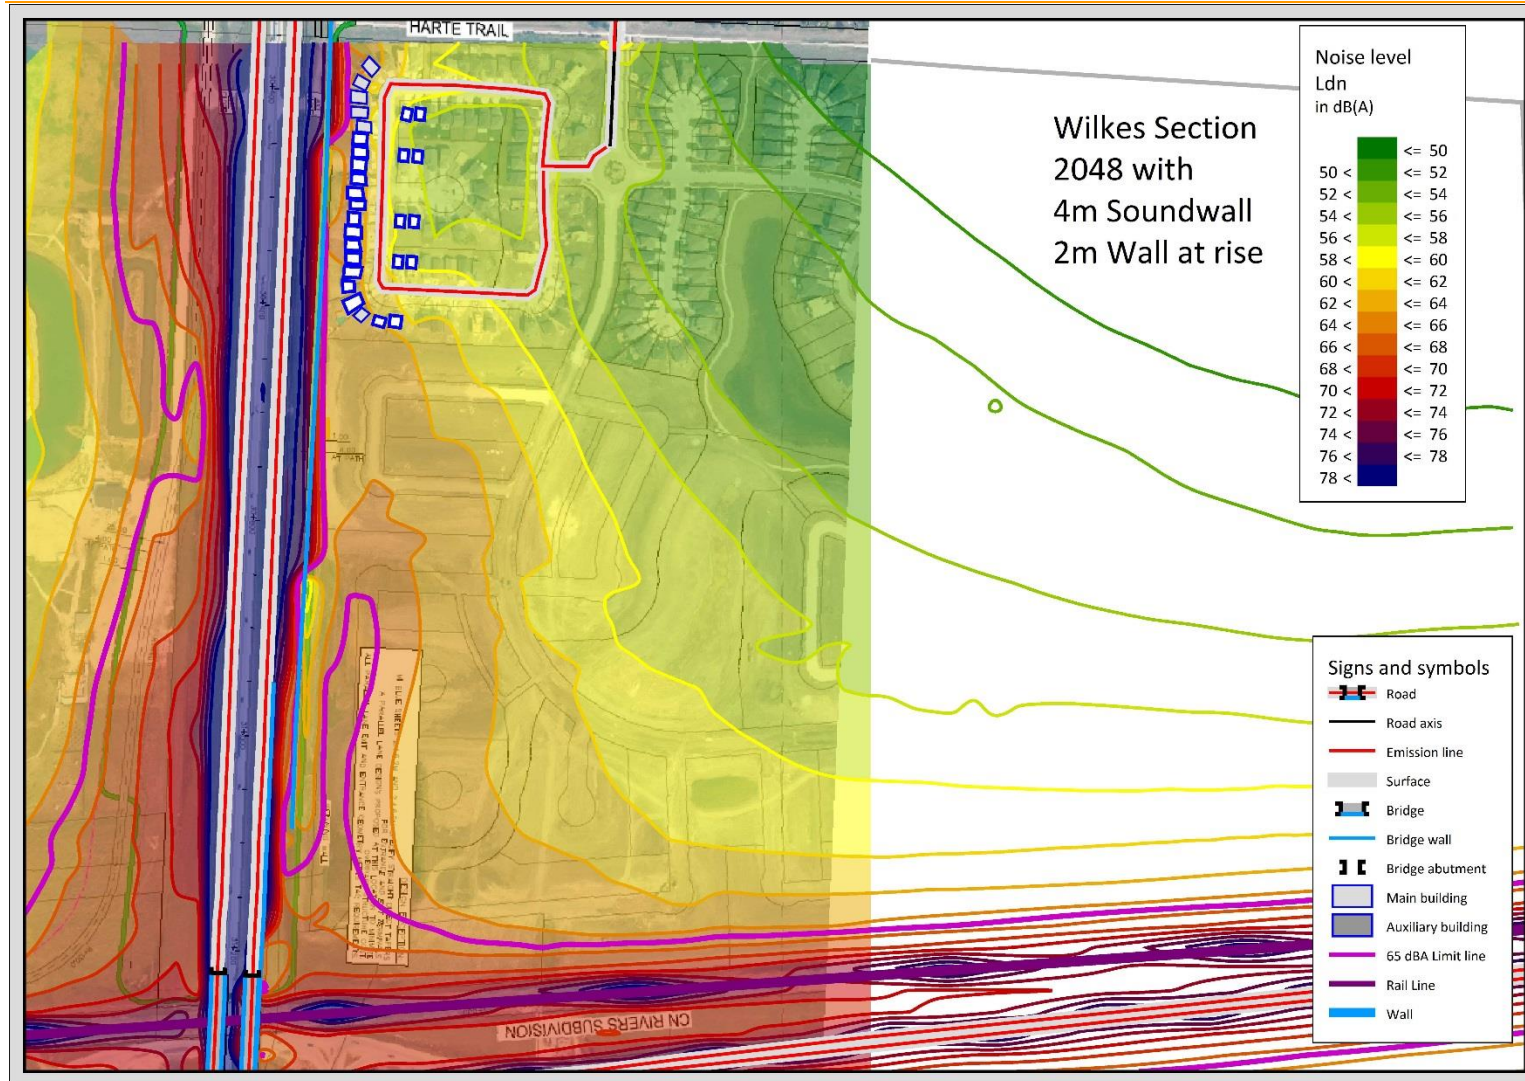 HARTE TRAIL
Wilkes Section
2048 with
4m Soundwall
2m Wall at rise
Noise level
Ldn
in dB(A)
<= 50
50 < <= 52
52 < <= 54
54 < <= 56
56 < <= 58
58 < <= 60
60 < <= 62
62 < <= 64
64 < <= 66
66 < <= 68
68 < <= 70
70 < <= 72
72 < <= 74
74 < <= 76
76 < <= 78
78 <
Signs and symbols
Road
Road axis
Emission line
Surface
Bridge
Bridge wall
Bridge abutment
Main building
Auxiliary building
65 dBA Limit line
Rail Line
Wall
CN RIVERS SUBDIVISION